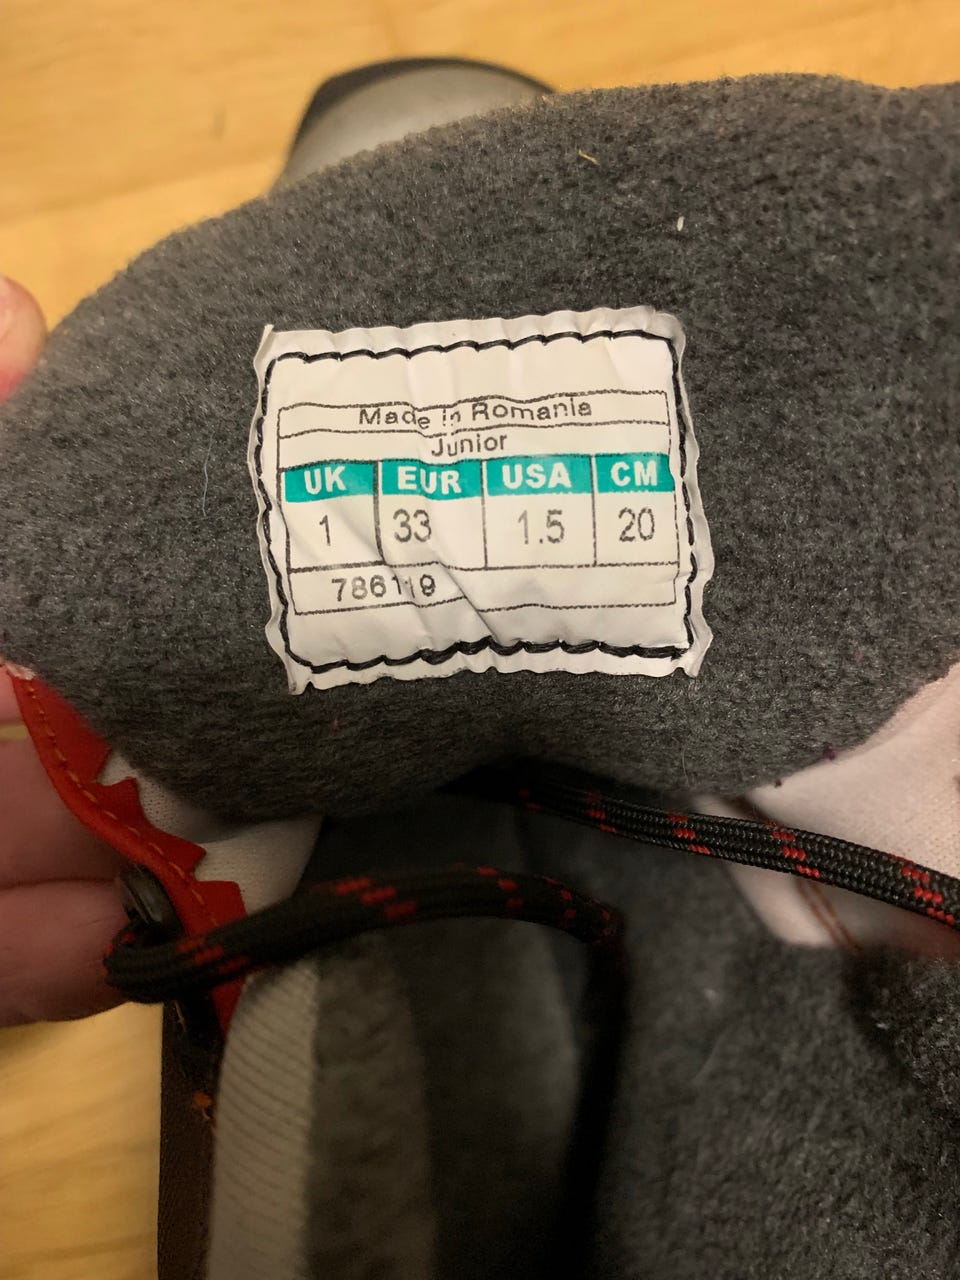 Made in Romania
Junior
UK EUR USA CM
1 33 1.5 20
786119